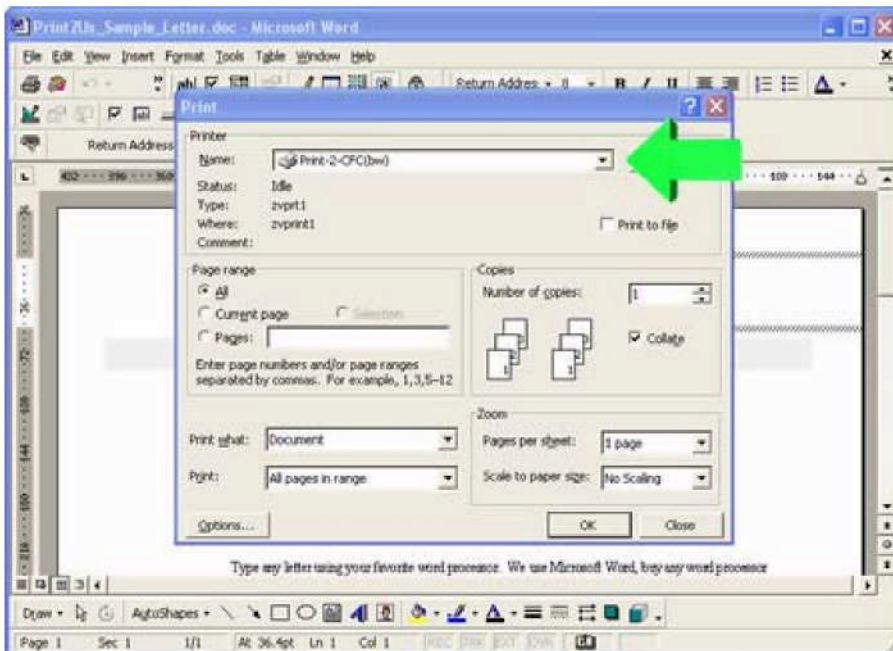 Print2Us_Sample_Letter.doc - Microsoft Word
File Edit View Insert Format Tools Table Window Help
Return Addres 8 B I U
Print
Return Address
Printer
Name: Print-2-CFC(bw)
Status: Idle
Type: zvprt1
Where: zvprint1
Comment:
Print to file
Page range
All
Current page Selection
Pages:
Enter page numbers and/or page ranges
separated by commas. For example, 1,3,5-12
Copies
Number of copies: 1
Collate
Print what: Document
Print: All pages in range
Zoom
Pages per sheet: 1 page
Scale to paper size: No Scaling
Options... OK Close
Type any letter using your favorite word processor. We use Microsoft Word, buy any word processor
Draw AutoShapes
Page 1 Sec 1 1/1 At 36.4pt Ln 1 Col 1 REC TRK EXT OVR